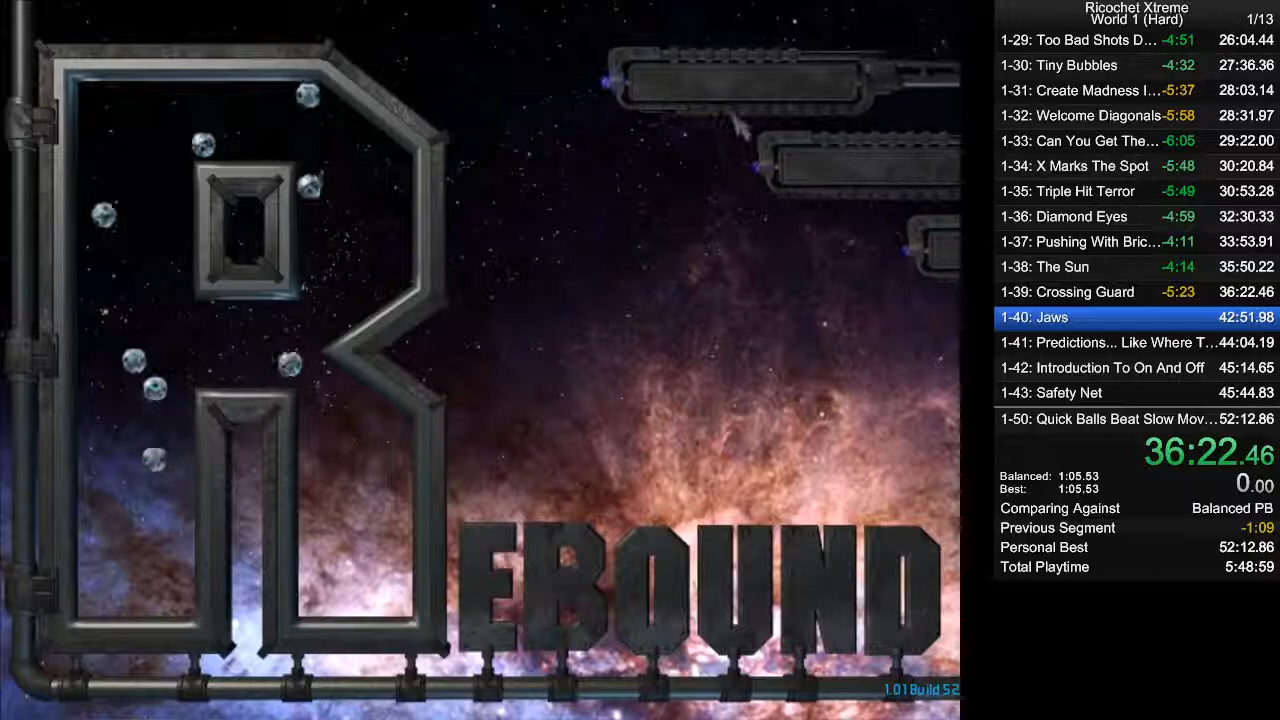 REBOUND
1.01 Build 52
Ricochet Xtreme
World 1 (Hard) 1/13
1-29: Too Bad Shots D... -4:51 26:04.44
1-30: Tiny Bubbles -4:32 27:36.36
1-31: Create Madness I... -5:37 28:03.14
1-32: Welcome Diagonals -5:58 28:31.97
1-33: Can You Get The... -6:05 29:22.00
1-34: X Marks The Spot -5:48 30:20.84
1-35: Triple Hit Terror -5:49 30:53.28
1-36: Diamond Eyes -4:59 32:30.33
1-37: Pushing With Bric... -4:11 33:53.91
1-38: The Sun -4:14 35:50.22
1-39: Crossing Guard -5:23 36:22.46
1-40: Jaws 42:51.98
1-41: Predictions... Like Where T... 44:04.19
1-42: Introduction To On And Off 45:14.65
1-43: Safety Net 45:44.83
1-50: Quick Balls Beat Slow Mov... 52:12.86
36:22.46
Balanced: 1:05.53
Best: 1:05.53
0.00
Comparing Against Balanced PB
Previous Segment -1:09
Personal Best 52:12.86
Total Playtime 5:48:59